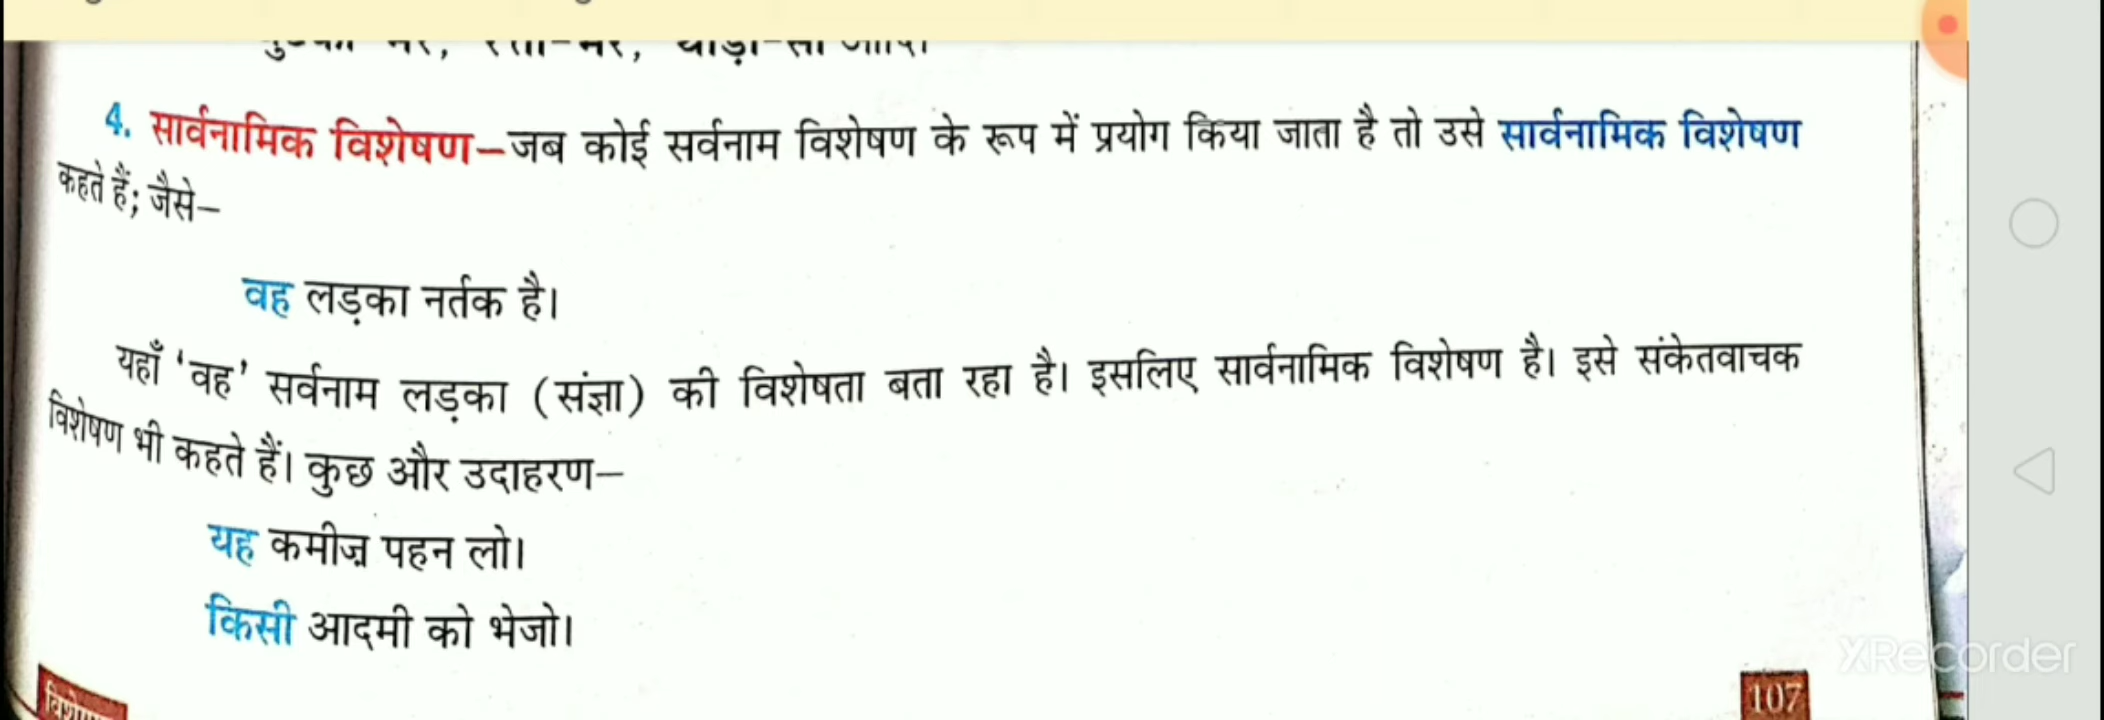 4. सार्वनामिक विशेषण–जब कोई सर्वनाम विशेषण के रूप में प्रयोग किया जाता है तो उसे सार्वनामिक विशेषण
कहते हैं; जैसे–
वह लड़का नर्तक है।
यहाँ ‘वह’ सर्वनाम लड़का (संज्ञा) की विशेषता बता रहा है। इसलिए सार्वनामिक विशेषण है। इसे संकेतवाचक
विशेषण भी कहते हैं। कुछ और उदाहरण–
यह कमीज़ पहन लो।
किसी आदमी को भेजो।
XRecorder
107